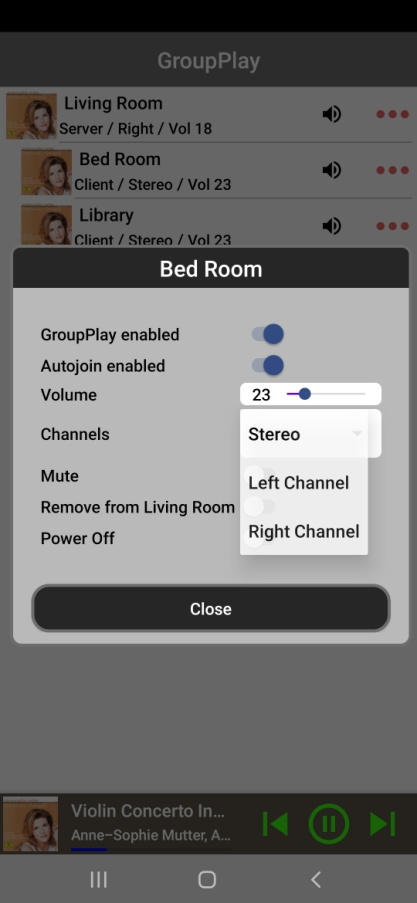 GroupPlay
Living Room
Server / Right / Vol 18
Bed Room
Client / Stereo / Vol 23
Library
Client / Stereo / Vol 23
Bed Room
GroupPlay enabled
Autojoin enabled
Volume
23
Channels
Stereo
Left Channel
Right Channel
Mute
Remove from Living Room
Power Off
Close
Violin Concerto In...
Anne–Sophie Mutter, A...